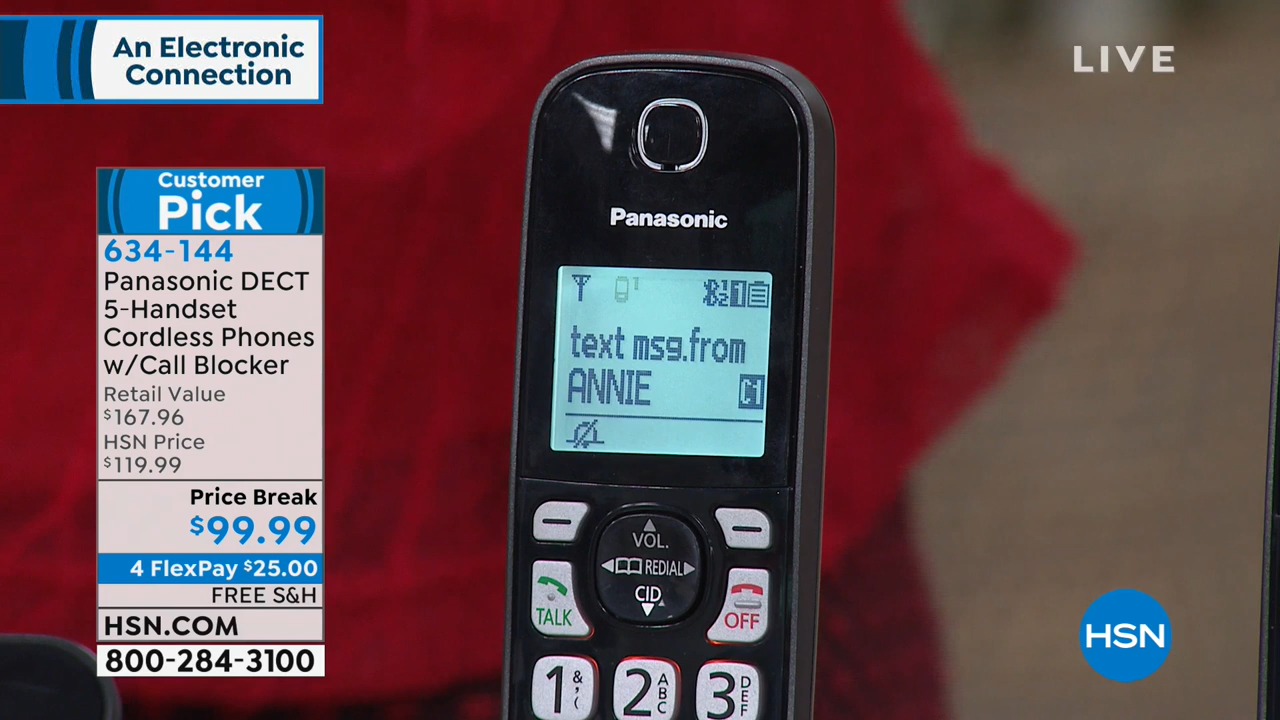 An Electronic
Connection
LIVE
Customer
Pick
634-144
Panasonic DECT
5-Handset
Cordless Phones
w/Call Blocker
Retail Value
$167.96
HSN Price
$119.99
Price Break
$99.99
4 FlexPay $25.00
FREE S&H
HSN.COM
800-284-3100
Panasonic
text msg.from
ANNIE C1
VOL.
REDIAL
CID
TALK
OFF
1 &'( 2 ABC 3 DEF
HSN